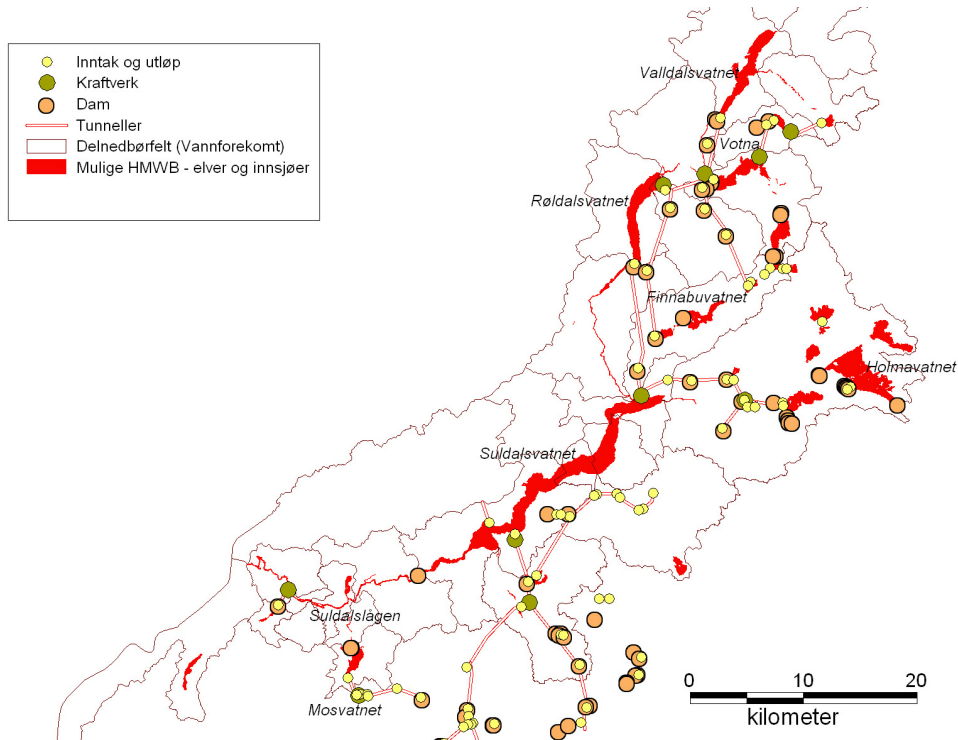 Inntak og utløp
Kraftverk
Dam
Tunneller
Delnedbørfelt (Vannforekomt)
Mulige HMWB - elver og innsjøer
Valldalsvatnet
Votna
Røldalsvatnet
Finnabuvatnet
Holmavatnet
Suldalsvatnet
Suldalslågen
Mosvatnet
0 10 20
kilometer